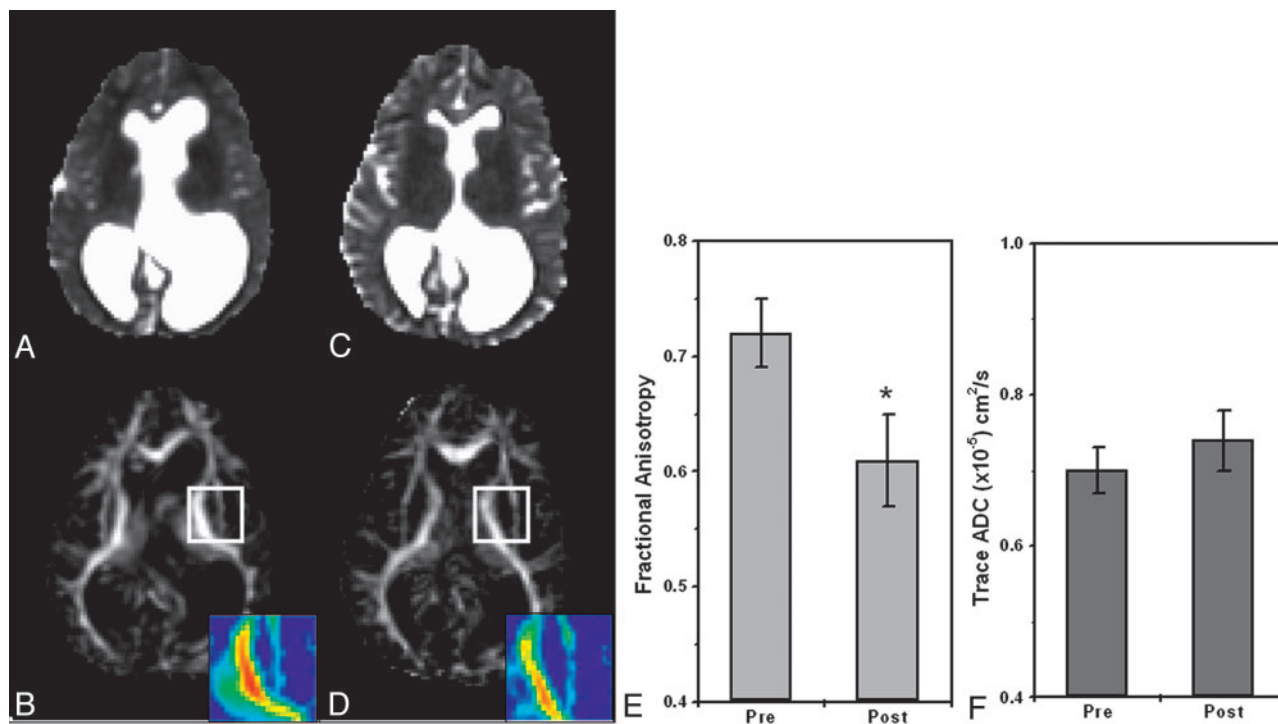 A
C
B
D
E
F
Fractional Anisotropy
0.8
0.7
0.6
0.5
0.4
*
Pre
Post
Trace ADC (x10⁻⁵) cm²/s
1.0
0.8
0.6
0.4
Pre
Post